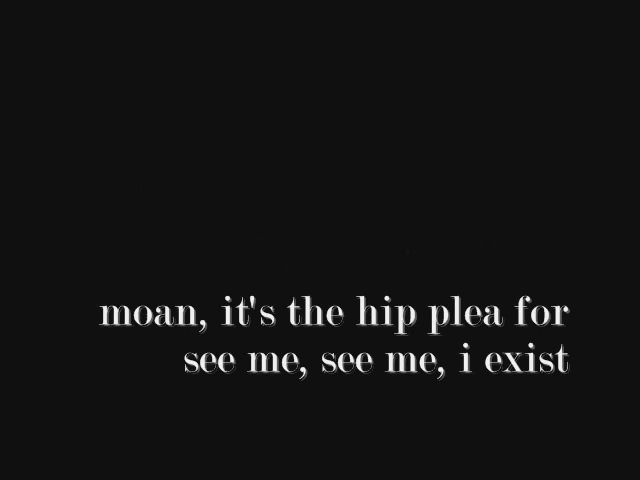 moan, it's the hip plea for
see me, see me, i exist